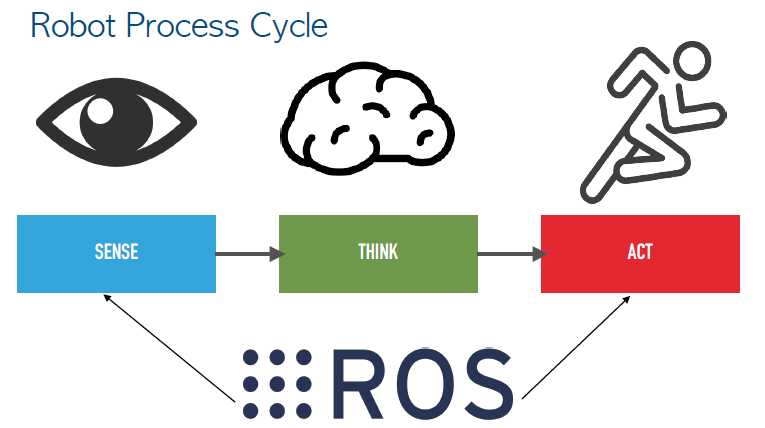 Robot Process Cycle
SENSE
THINK
ACT
ROS